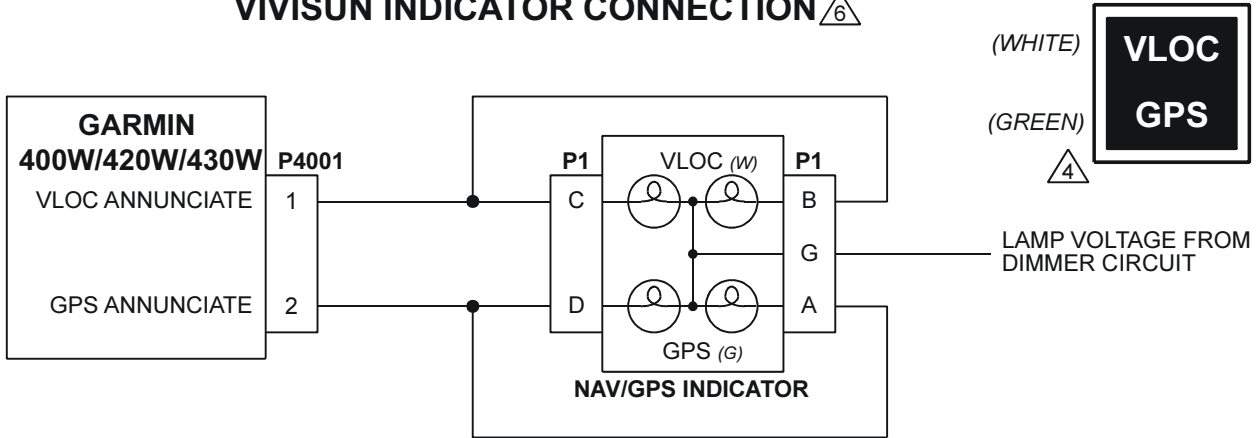 VIVISUN INDICATOR CONNECTION 6
(WHITE)
VLOC
(GREEN)
GPS
4
GARMIN
400W/420W/430W
P4001
VLOC ANNUNCIATE
1
GPS ANNUNCIATE
2
P1
VLOC (W)
P1
C
B
G
D
A
GPS (G)
NAV/GPS INDICATOR
LAMP VOLTAGE FROM
DIMMER CIRCUIT